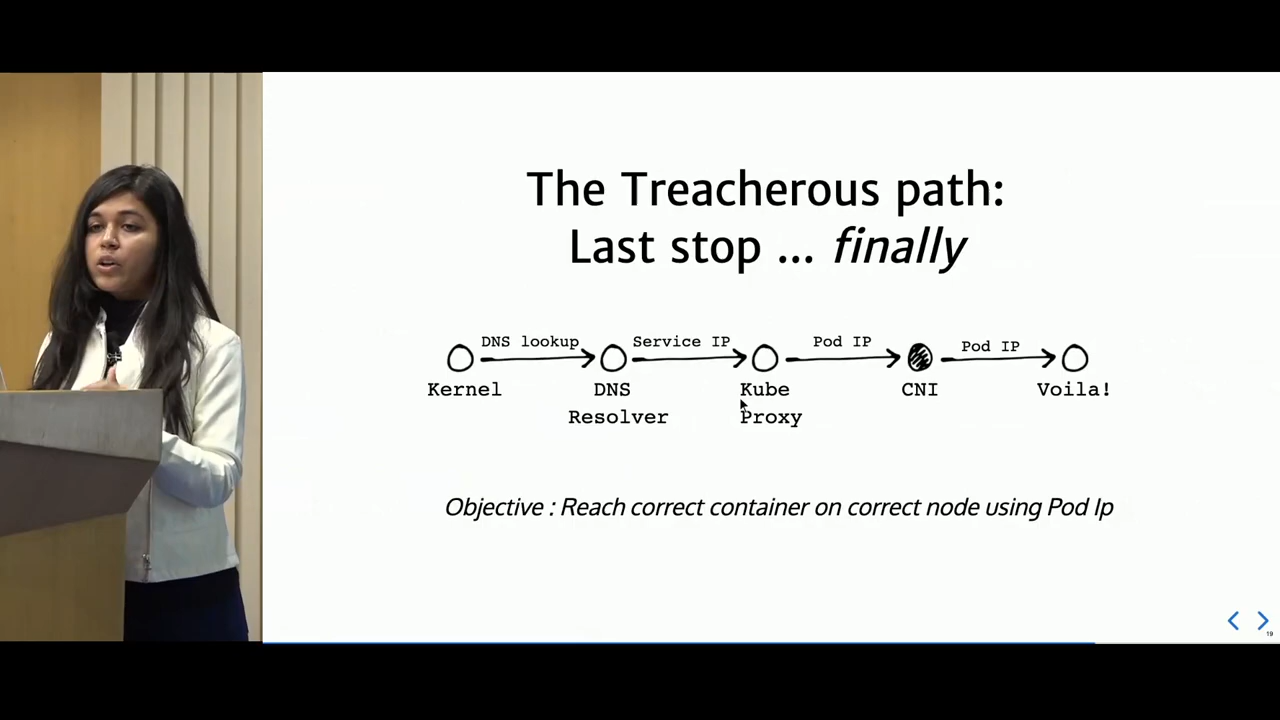 The Treacherous path:
Last stop ... finally
DNS lookup
Service IP
Pod IP
Pod IP
Kernel
DNS
Resolver
Kube
Proxy
CNI
Voila!
Objective : Reach correct container on correct node using Pod Ip
19